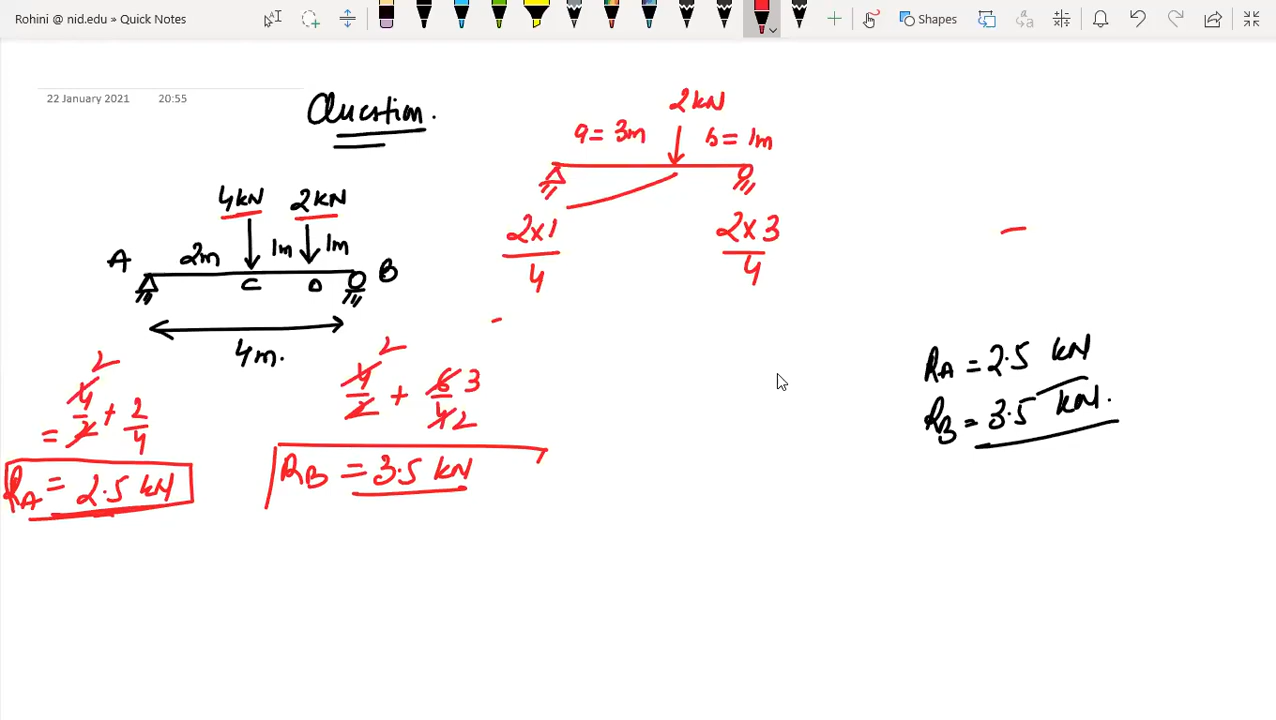 Rohini @ nid.edu » Quick Notes
Shapes
22 January 2021 20:55
Question.
4kN 2kN
A 2m 1m 1m B
C D
4m.
2kN
a= 3m b= 1m
2x1
4
2x3
4
2
= 4/2 + 2/4
RA = 2.5 kN
2
4/2 + 6/4 3
2
RB = 3.5 kN
RA = 2.5 kN
RB = 3.5 kN.